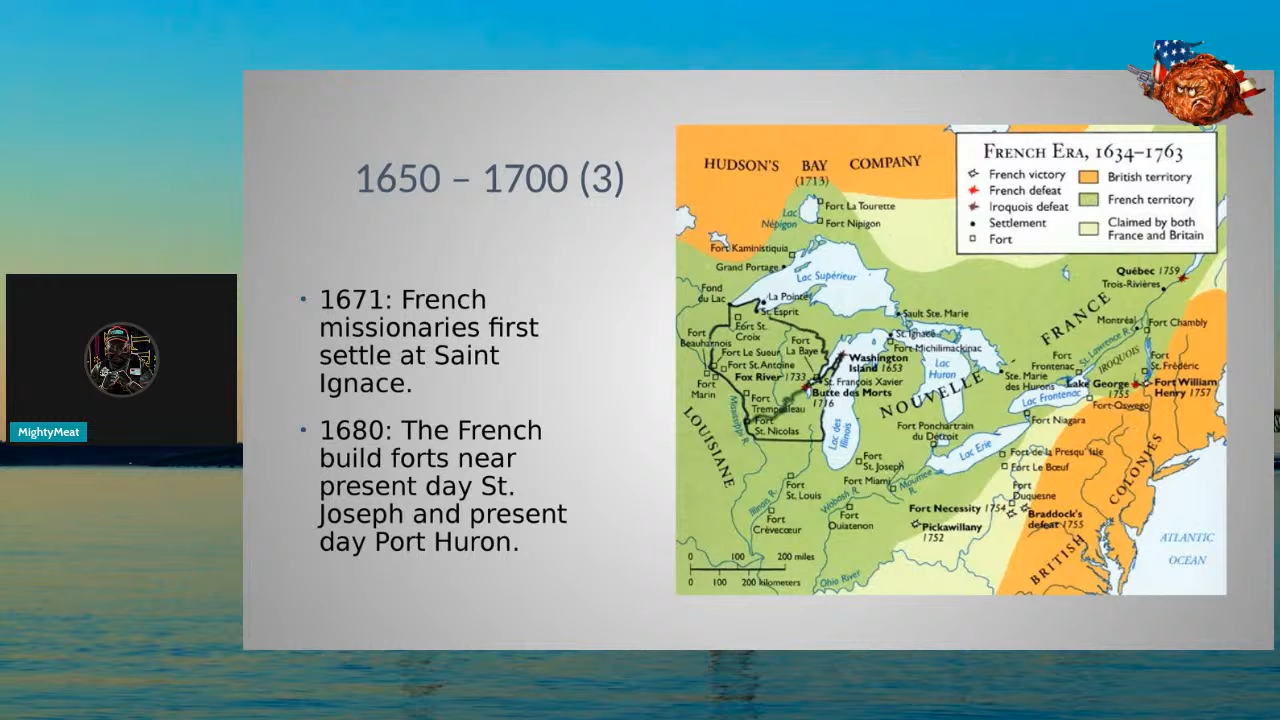 1650 – 1700 (3)
• 1671: French
missionaries first
settle at Saint
Ignace.
• 1680: The French
build forts near
present day St.
Joseph and present
day Port Huron.
MightyMeat
FRENCH ERA, 1634–1763
French victory
French defeat
Iroquois defeat
Settlement
Fort
British territory
French territory
Claimed by both
France and Britain
HUDSON'S BAY COMPANY
(1713)
Lac
Népigon
Fort La Tourette
Fort Nipigon
Fort Kaministiquia
Grand Portage
Lac Supérieur
Fond
du Lac
La Pointe
St. Esprit
Fort St.
Croix
Fort
Beauharnois
Fort
La Baye
Fort Le Sueur
Fort St. Antoine
Fox River 1733
Fort
Marin
Fort
Trempealeau
Fort
St. Nicolas
Mississippi R.
Sault Ste. Marie
St. Ignace
Fort Michilimackinac
Washington
Island 1653
St. François Xavier
Butte des Morts
1716
Lac
Huron
Lac des
Illinois
NOUVELLE FRANCE
LOUISIANE
Québec 1759
Trois-Rivières
Montréal
Fort Chambly
St. Lawrence R.
IROQUOIS
Fort
Frontenac
Fort
St. Fréderic
Ste. Marie
des Hurons
Lake George
1755
Fort William
Henry 1757
Lac Frontenac
Fort Oswego
Fort Niagara
Fort Ponchartrain
du Détroit
Lac Erie
Fort de la Presqu' Isle
Fort Le Bœuf
Fort
St. Joseph
Fort Miami
Maumee
R.
Fort
Duquesne
Fort
St. Louis
Illinois R.
Wabash R.
Fort
Ouiatenon
Fort
Crèvecœur
Fort Necessity 1754
Braddock's
defeat 1755
Pickawillany
1752
BRITISH COLONIES
ATLANTIC
OCEAN
Ohio River
0 100 200 miles
0 100 200 kilometers